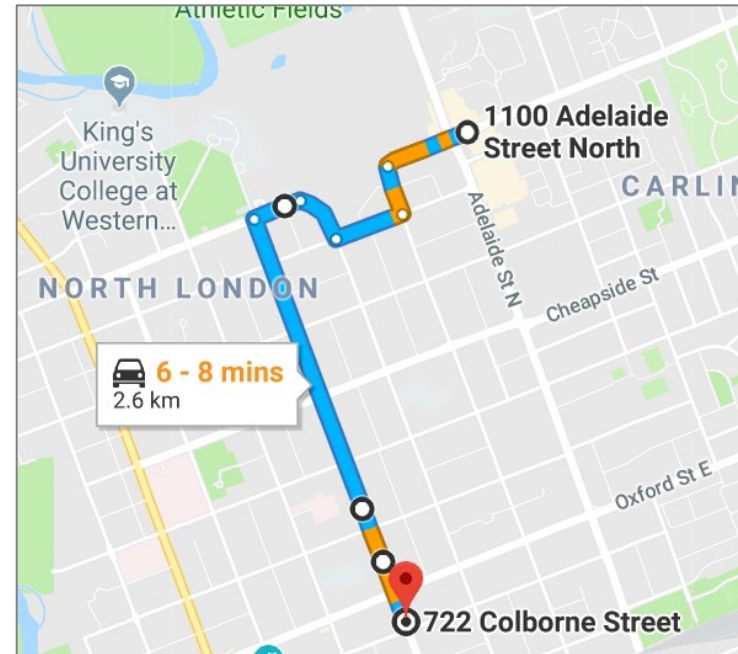 Athletic Fields
1100 Adelaide
Street North
King's
University
College at
Western...
CARLIN
Adelaide St N
NORTH LONDON
Cheapside St
6 - 8 mins
2.6 km
Oxford St E
722 Colborne Street